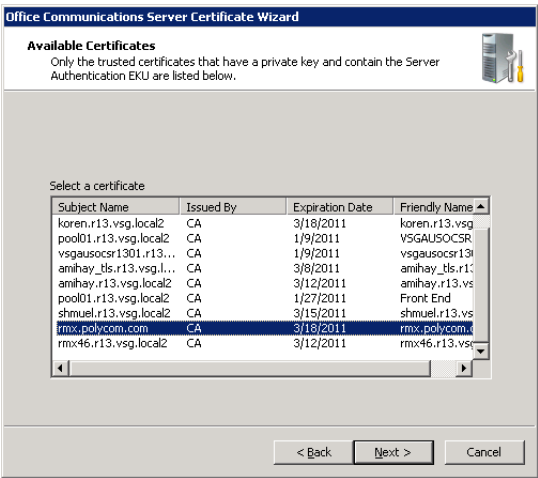 Office Communications Server Certificate Wizard
Available Certificates
Only the trusted certificates that have a private key and contain the Server
Authentication EKU are listed below.
Select a certificate
Subject Name Issued By Expiration Date Friendly Name
koren.r13.vsg.local2 CA 3/18/2011 koren.r13.vsg
pool01.r13.vsg.local2 CA 1/9/2011 VSGAUSOCSR
vsgausocsr1301.r13... CA 1/9/2011 vsgausocsr130
amihay_tls.r13.vsg.l... CA 3/8/2011 amihay_tls.r13
amihay.r13.vsg.local2 CA 3/12/2011 amihay.r13.vs
pool01.r13.vsg.local2 CA 1/27/2011 Front End
shmuel.r13.vsg.local2 CA 3/15/2011 shmuel.r13.vs
rmx.polycom.com CA 3/18/2011 rmx.polycom.c
rmx46.r13.vsg.local2 CA 3/12/2011 rmx46.r13.vsg
< Back Next > Cancel